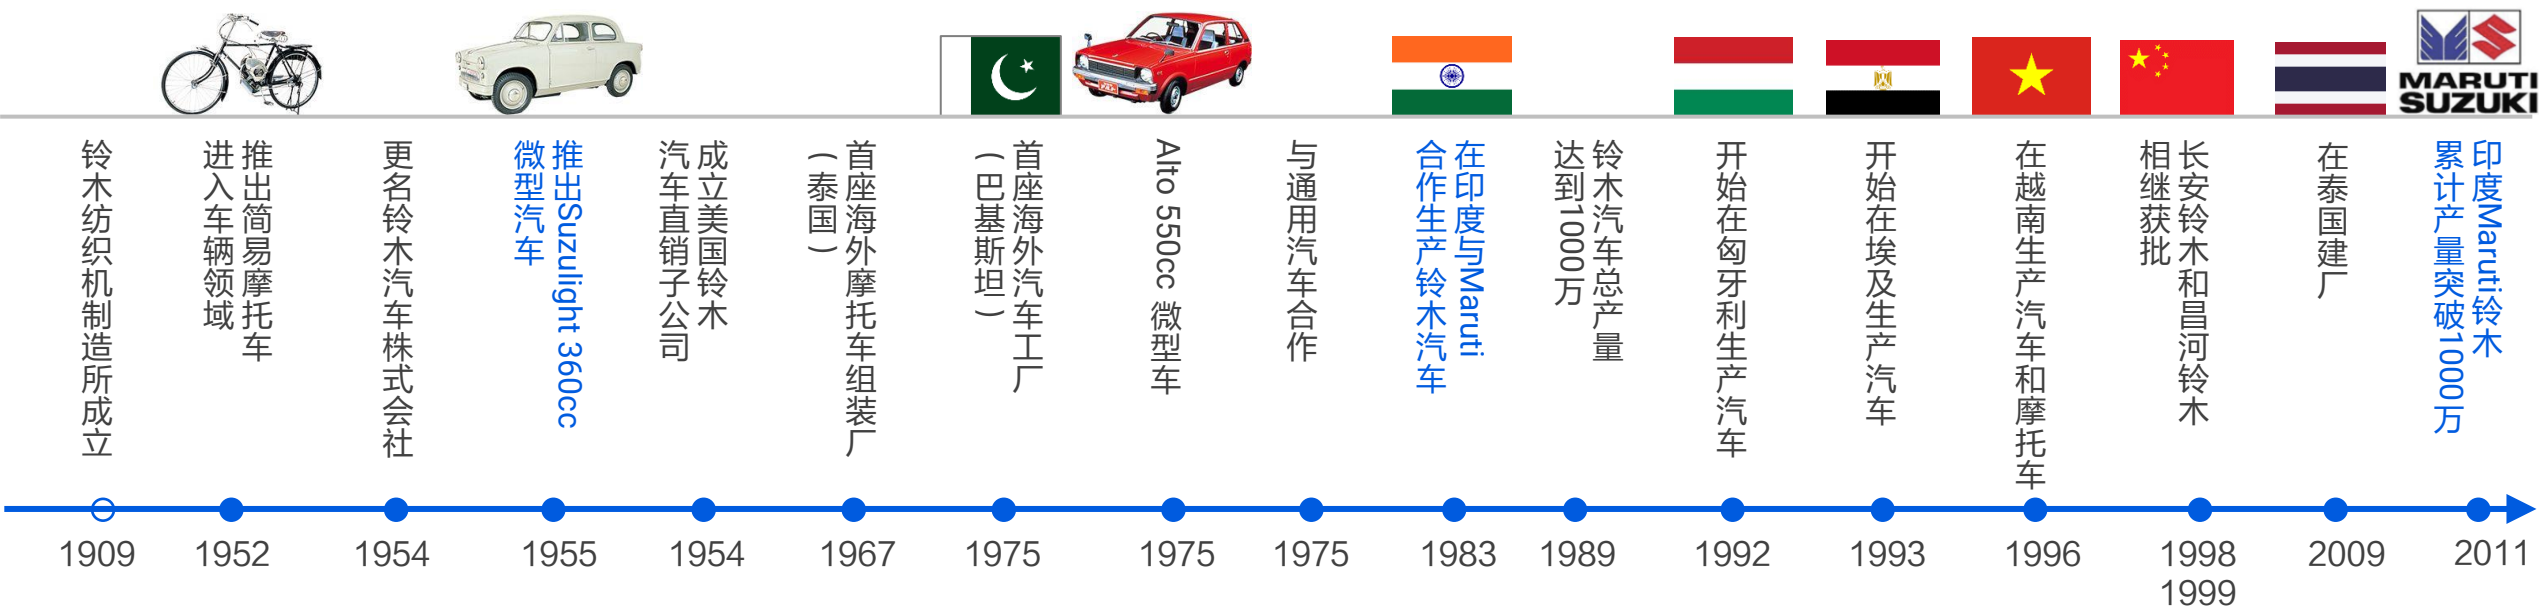 MARUTI
SUZUKI
铃木纺织机制造所成立
推出简易摩托车
进入车辆领域
更名铃木汽车株式会社
推出Suzulight 360cc
微型汽车
成立美国铃木
汽车直销子公司
首座海外摩托车组装厂
(泰国)
首座海外汽车工厂
(巴基斯坦)
Alto 550cc 微型车
与通用汽车合作
在印度与Maruti
合作生产铃木汽车
铃木汽车总产量
达到1000万
开始在匈牙利生产汽车
开始在埃及生产汽车
在越南生产汽车和摩托车
长安铃木和昌河铃木
相继获批
在泰国建厂
印度Maruti铃木
累计产量突破1000万
1909
1952
1954
1955
1954
1967
1975
1975
1975
1983
1989
1992
1993
1996
1998
1999
2009
2011